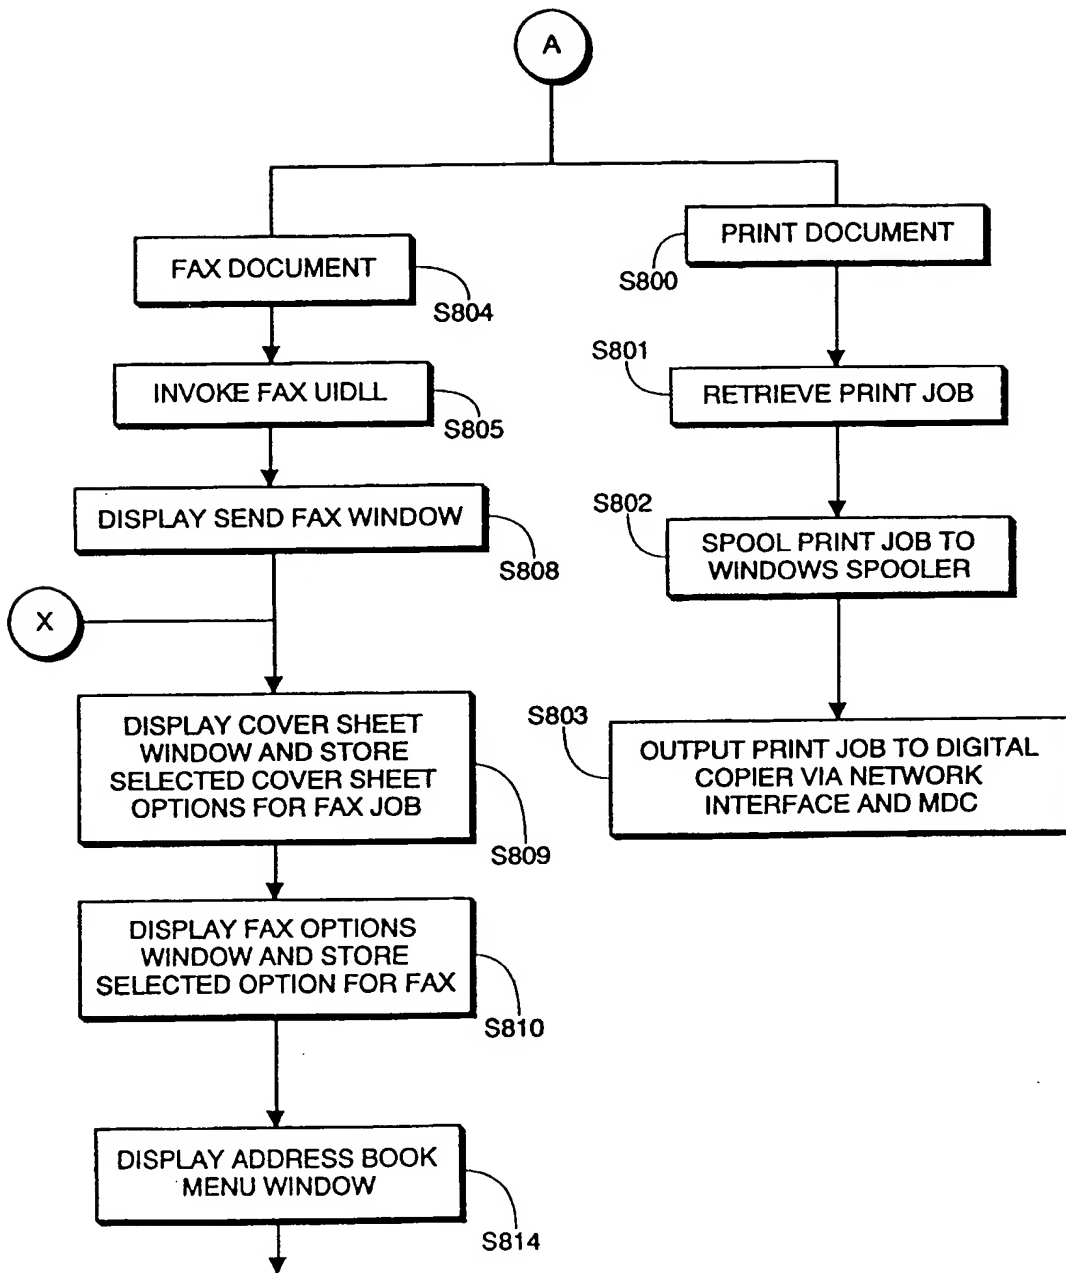 A
FAX DOCUMENT
S804
INVOKE FAX UIDLL
S805
DISPLAY SEND FAX WINDOW
S808
X
DISPLAY COVER SHEET
WINDOW AND STORE
SELECTED COVER SHEET
OPTIONS FOR FAX JOB
S809
DISPLAY FAX OPTIONS
WINDOW AND STORE
SELECTED OPTION FOR FAX
S810
DISPLAY ADDRESS BOOK
MENU WINDOW
S814
PRINT DOCUMENT
S800
S801
RETRIEVE PRINT JOB
S802
SPOOL PRINT JOB TO
WINDOWS SPOOLER
S803
OUTPUT PRINT JOB TO DIGITAL
COPIER VIA NETWORK
INTERFACE AND MDC